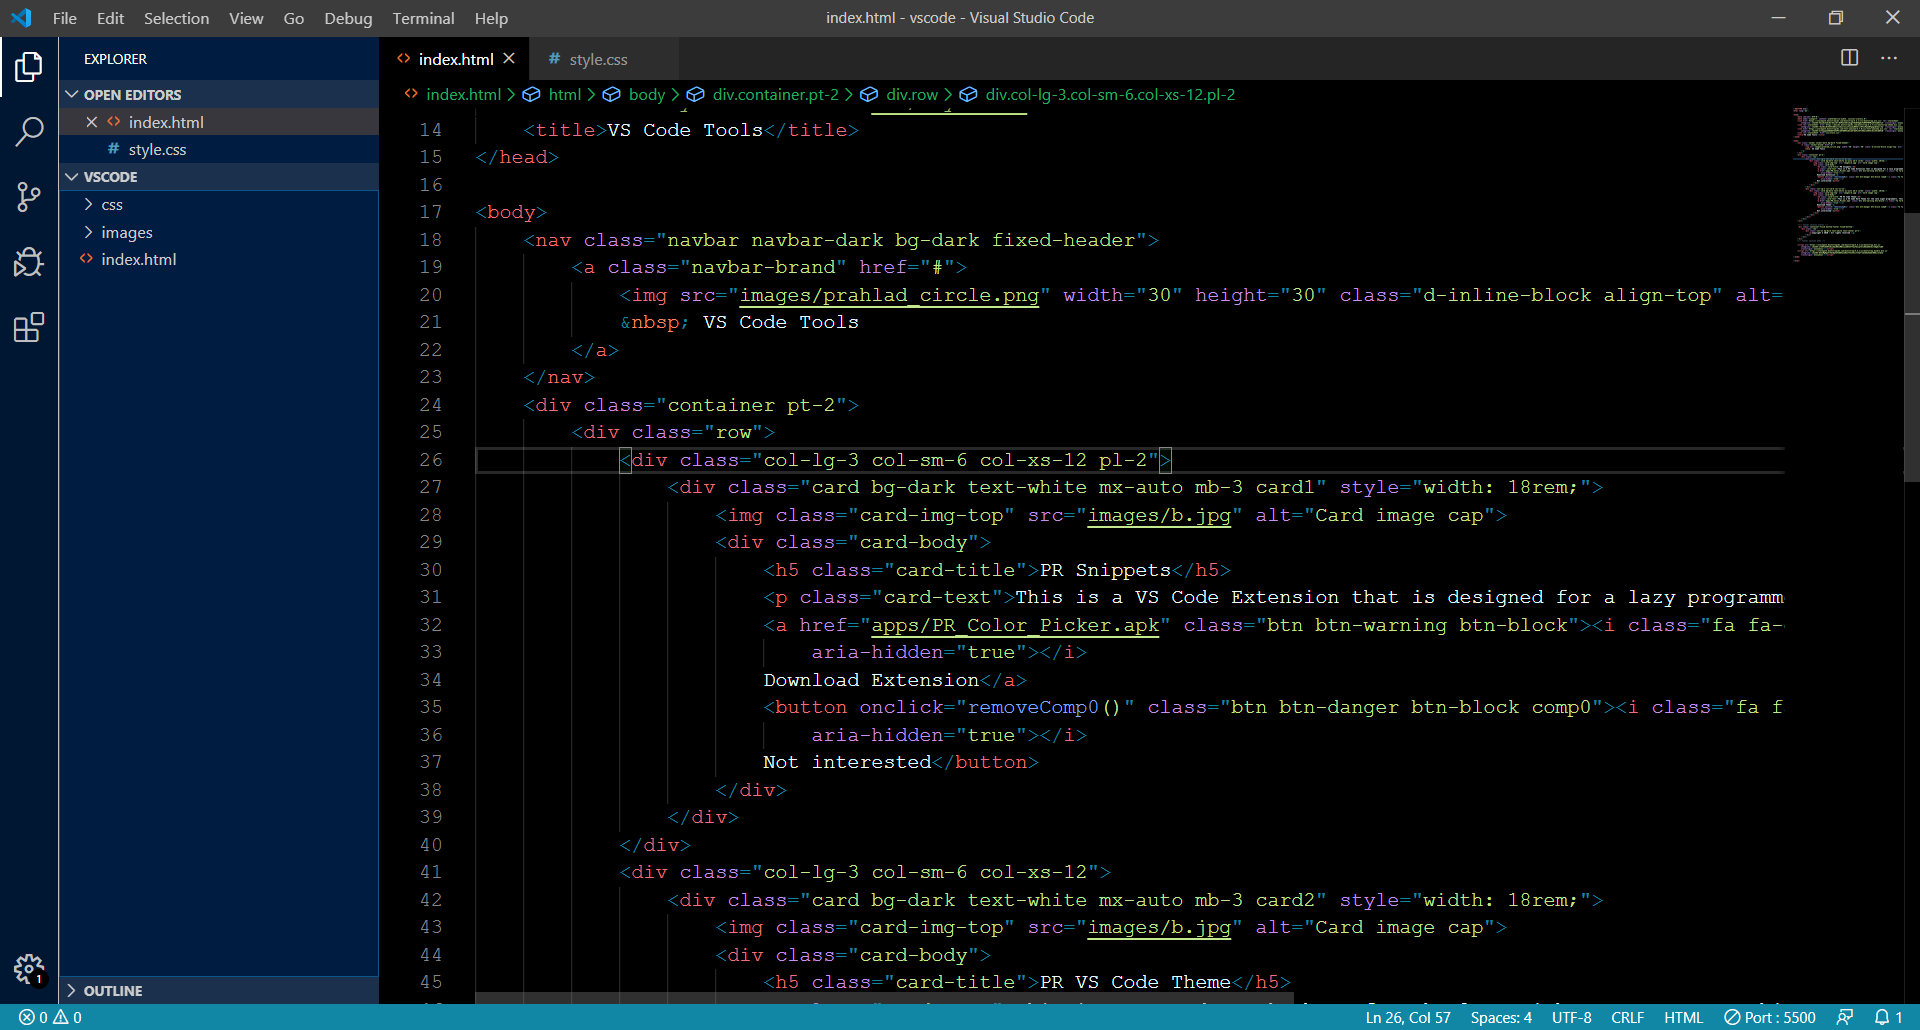 File Edit Selection View Go Debug Terminal Help
index.html - vscode - Visual Studio Code
EXPLORER
OPEN EDITORS
index.html
# style.css
VSCODE
css
images
index.html
OUTLINE
1
index.html
# style.css
index.html > html > body > div.container.pt-2 > div.row > div.col-lg-3.col-sm-6.col-xs-12.pl-2
14 <title>VS Code Tools</title>
15 </head>
16
17 <body>
18 <nav class="navbar navbar-dark bg-dark fixed-header">
19 <a class="navbar-brand" href="#">
20 <img src="images/prahlad_circle.png" width="30" height="30" class="d-inline-block align-top" alt=
21 &nbsp; VS Code Tools
22 </a>
23 </nav>
24 <div class="container pt-2">
25 <div class="row">
26 <div class="col-lg-3 col-sm-6 col-xs-12 pl-2">
27 <div class="card bg-dark text-white mx-auto mb-3 card1" style="width: 18rem;">
28 <img class="card-img-top" src="images/b.jpg" alt="Card image cap">
29 <div class="card-body">
30 <h5 class="card-title">PR Snippets</h5>
31 <p class="card-text">This is a VS Code Extension that is designed for a lazy programm
32 <a href="apps/PR_Color_Picker.apk" class="btn btn-warning btn-block"><i class="fa fa-
33 aria-hidden="true"></i>
34 Download Extension</a>
35 <button onclick="removeComp0()" class="btn btn-danger btn-block comp0"><i class="fa f
36 aria-hidden="true"></i>
37 Not interested</button>
38 </div>
39 </div>
40 </div>
41 <div class="col-lg-3 col-sm-6 col-xs-12">
42 <div class="card bg-dark text-white mx-auto mb-3 card2" style="width: 18rem;">
43 <img class="card-img-top" src="images/b.jpg" alt="Card image cap">
44 <div class="card-body">
45 <h5 class="card-title">PR VS Code Theme</h5>
0 0
Ln 26, Col 57 Spaces: 4 UTF-8 CRLF HTML Port : 5500 1